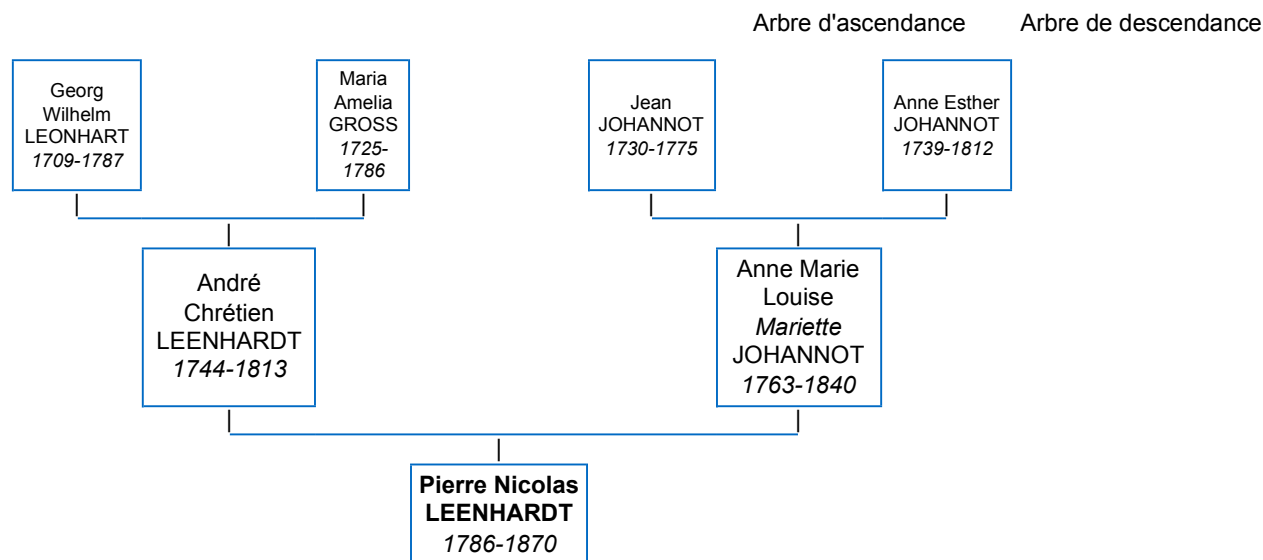 Arbre d'ascendance Arbre de descendance
Georg
Wilhelm
LEONHART
1709-1787
Maria
Amelia
GROSS
1725-
1786
Jean
JOHANNOT
1730-1775
Anne Esther
JOHANNOT
1739-1812
André
Chrétien
LEENHARDT
1744-1813
Anne Marie
Louise
Mariette
JOHANNOT
1763-1840
Pierre Nicolas
LEENHARDT
1786-1870